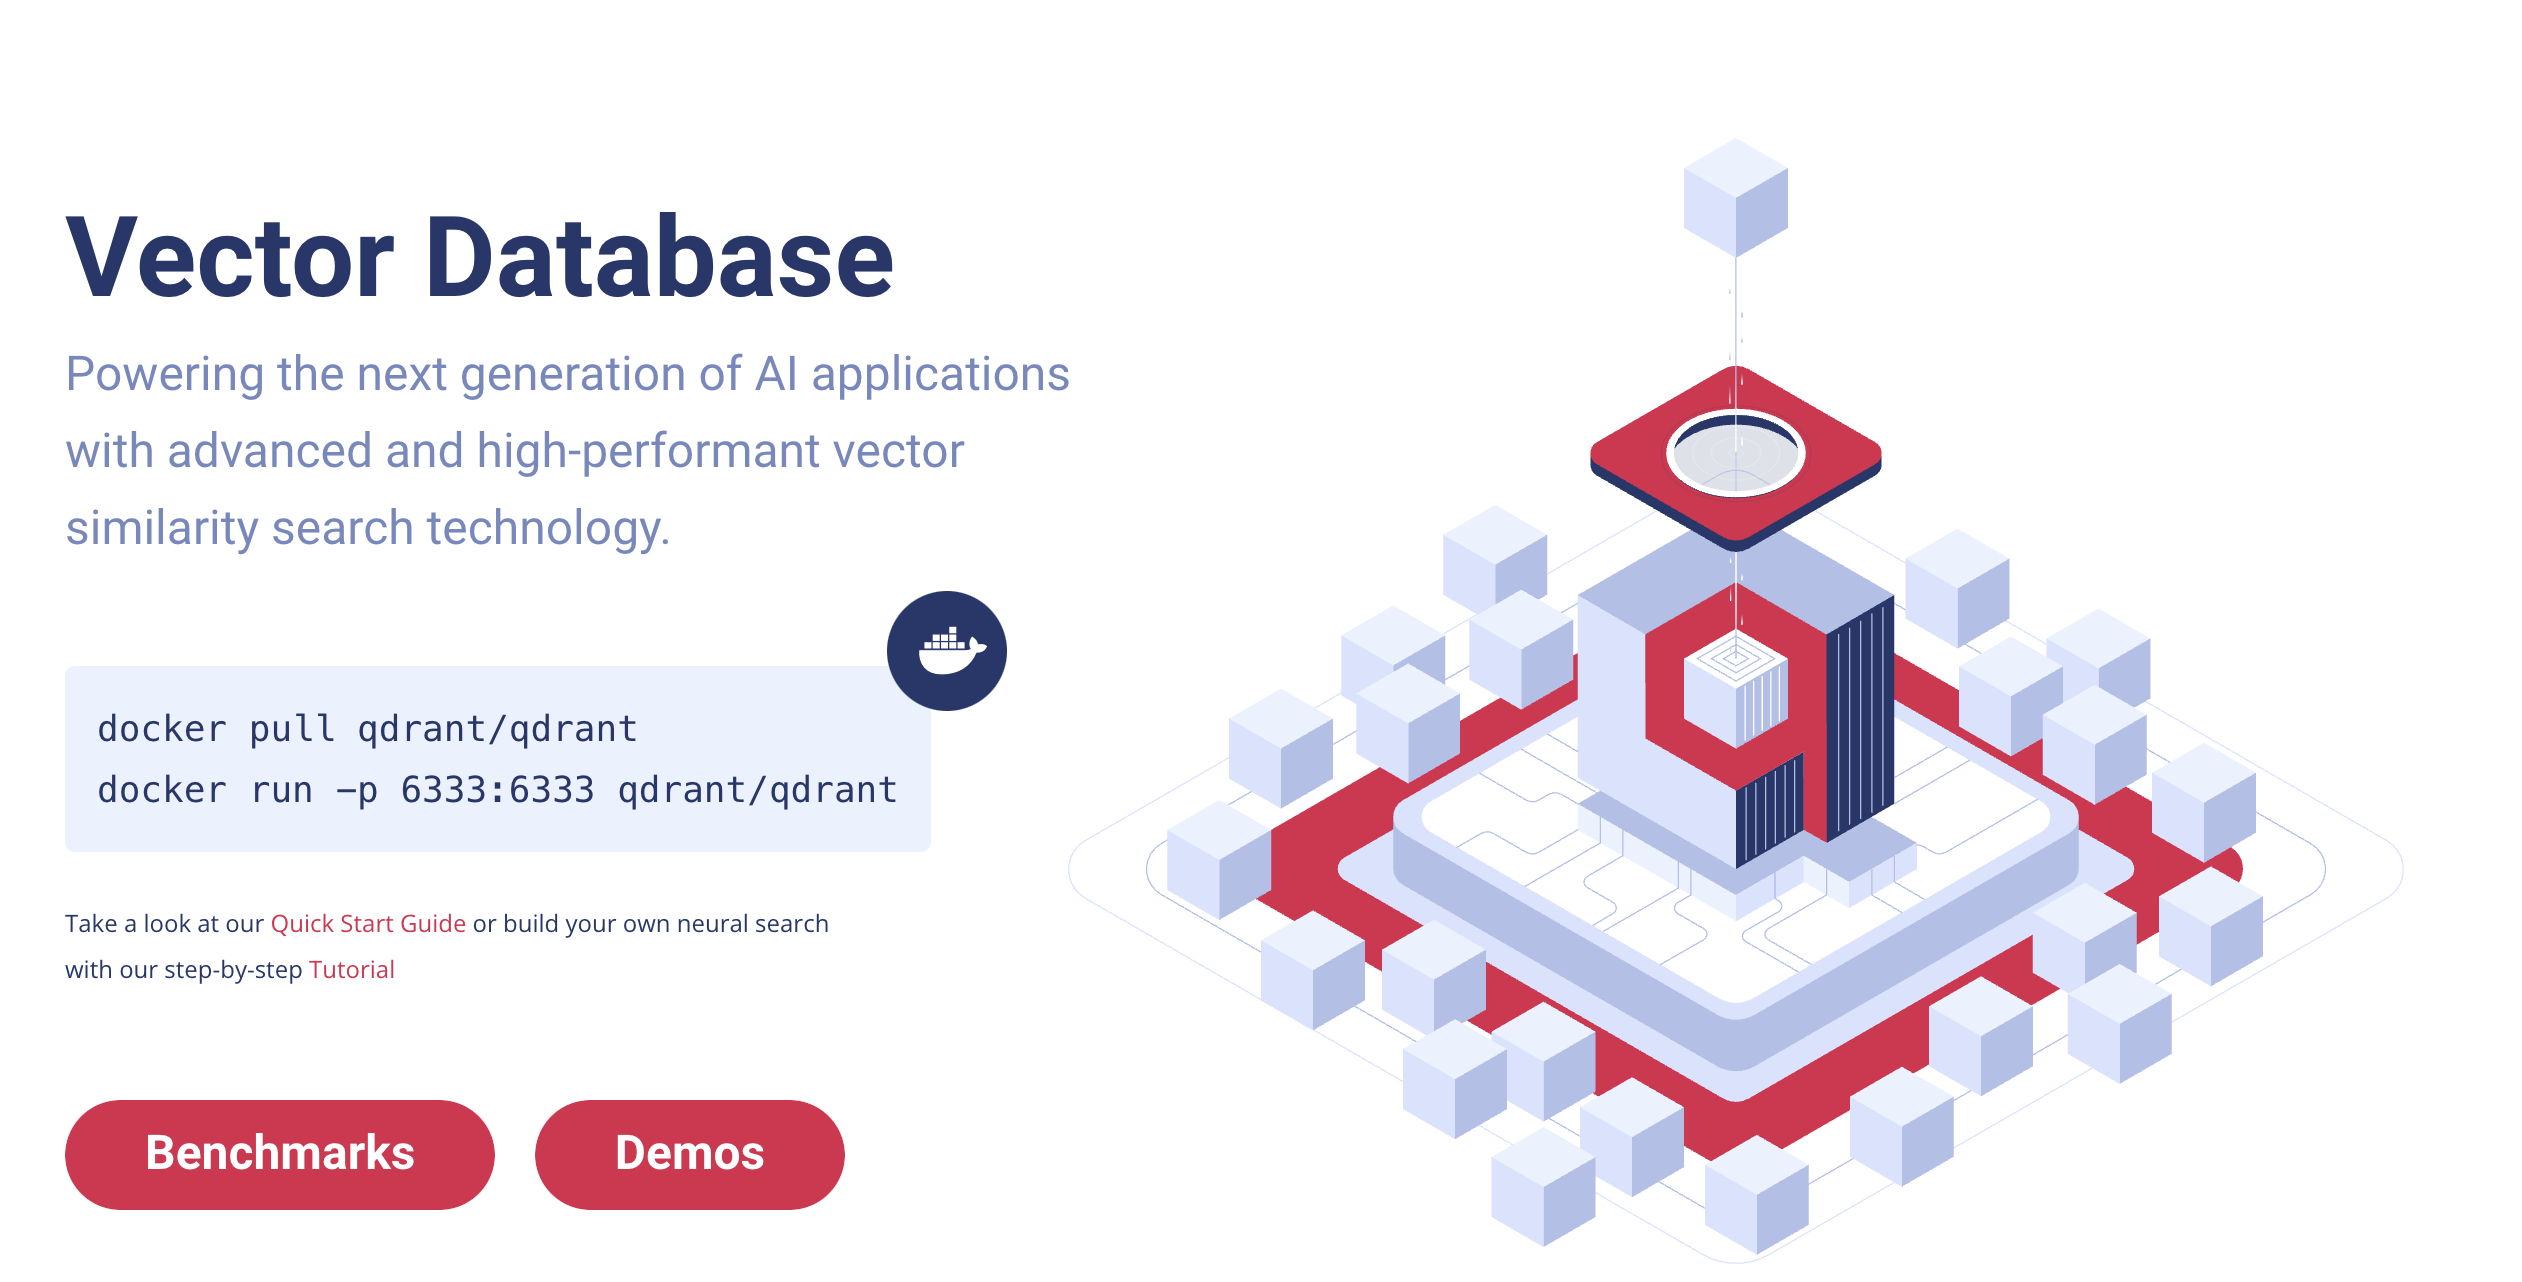 Vector Database
Powering the next generation of AI applications
with advanced and high-performant vector
similarity search technology.
docker pull qdrant/qdrant
docker run -p 6333:6333 qdrant/qdrant
Take a look at our Quick Start Guide or build your own neural search
with our step-by-step Tutorial
Benchmarks
Demos